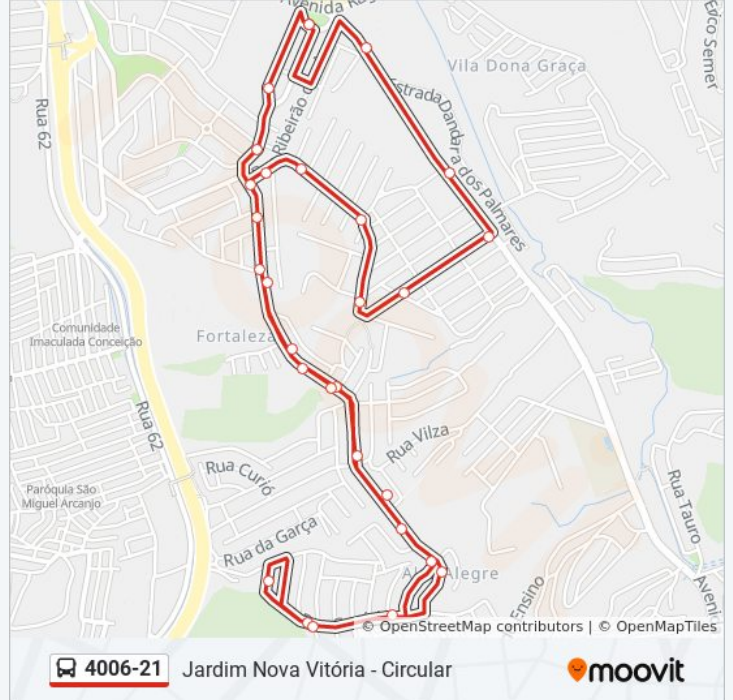 Avenida
Erico Semer
Vila Dona Graça
Estrada Dandara dos Palmares
Ribeirão
Rua 62
Comunidade
Imaculada Conceição
Fortaleza
Rua 62
Rua Vilza
Rua Curió
Paróquia São
Miguel Arcanjo
Rua Tauro
Rua da Garça
Alegre
Ensino
© OpenStreetMap contributors | © OpenMapTiles
4006-21
Jardim Nova Vitória - Circular
moovit